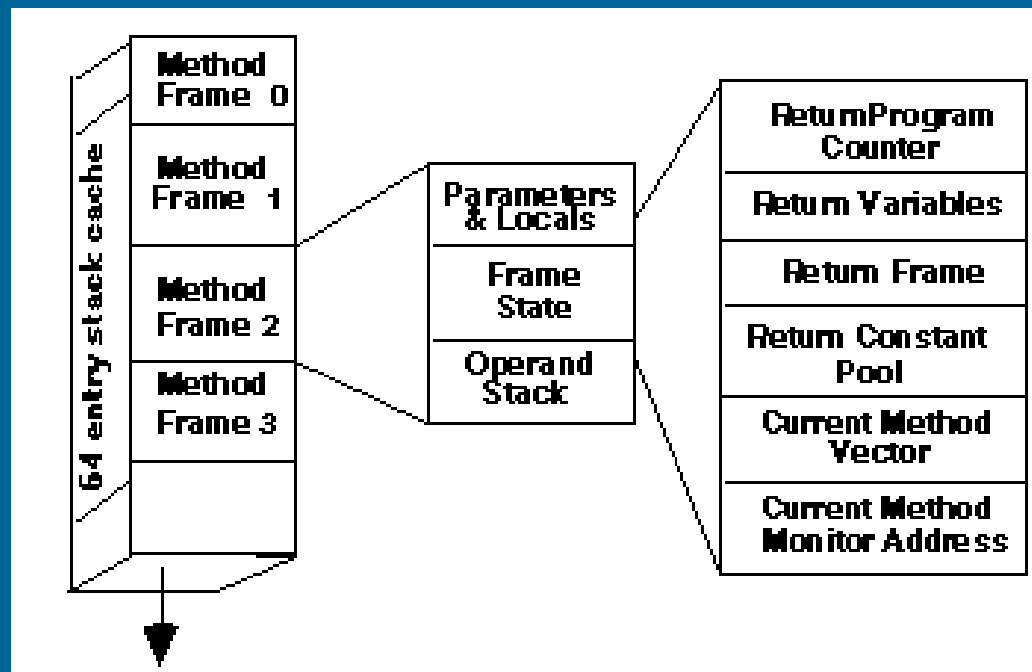 64 entry stack cache
Method
Frame 0
Method
Frame 1
Method
Frame 2
Method
Frame 3
Parameters
& Locals
Frame
State
Operand
Stack
ReturnProgram
Counter
Return Variables
Return Frame
Return Constant
Pool
Current Method
Vector
Current Method
Monitor Address